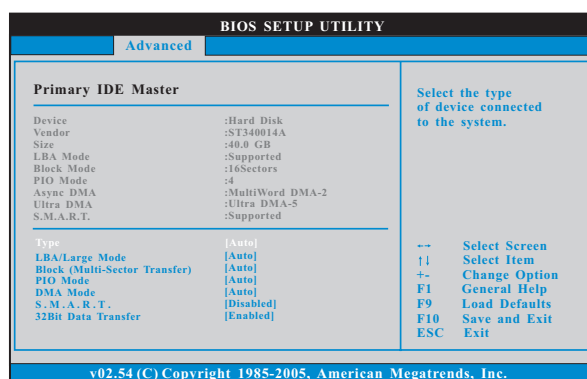 BIOS SETUP UTILITY
Advanced
Primary IDE Master
Device :Hard Disk
Vendor :ST340014A
Size :40.0 GB
LBA Mode :Supported
Block Mode :16Sectors
PIO Mode :4
Async DMA :MultiWord DMA-2
Ultra DMA :Ultra DMA-5
S.M.A.R.T. :Supported
Type [Auto]
LBA/Large Mode [Auto]
Block (Multi-Sector Transfer) [Auto]
PIO Mode [Auto]
DMA Mode [Auto]
S.M.A.R.T. [Disabled]
32Bit Data Transfer [Enabled]
Select the type
of device connected
to the system.
↔ Select Screen
↑↓ Select Item
+- Change Option
F1 General Help
F9 Load Defaults
F10 Save and Exit
ESC Exit
v02.54 (C) Copyright 1985-2005, American Megatrends, Inc.